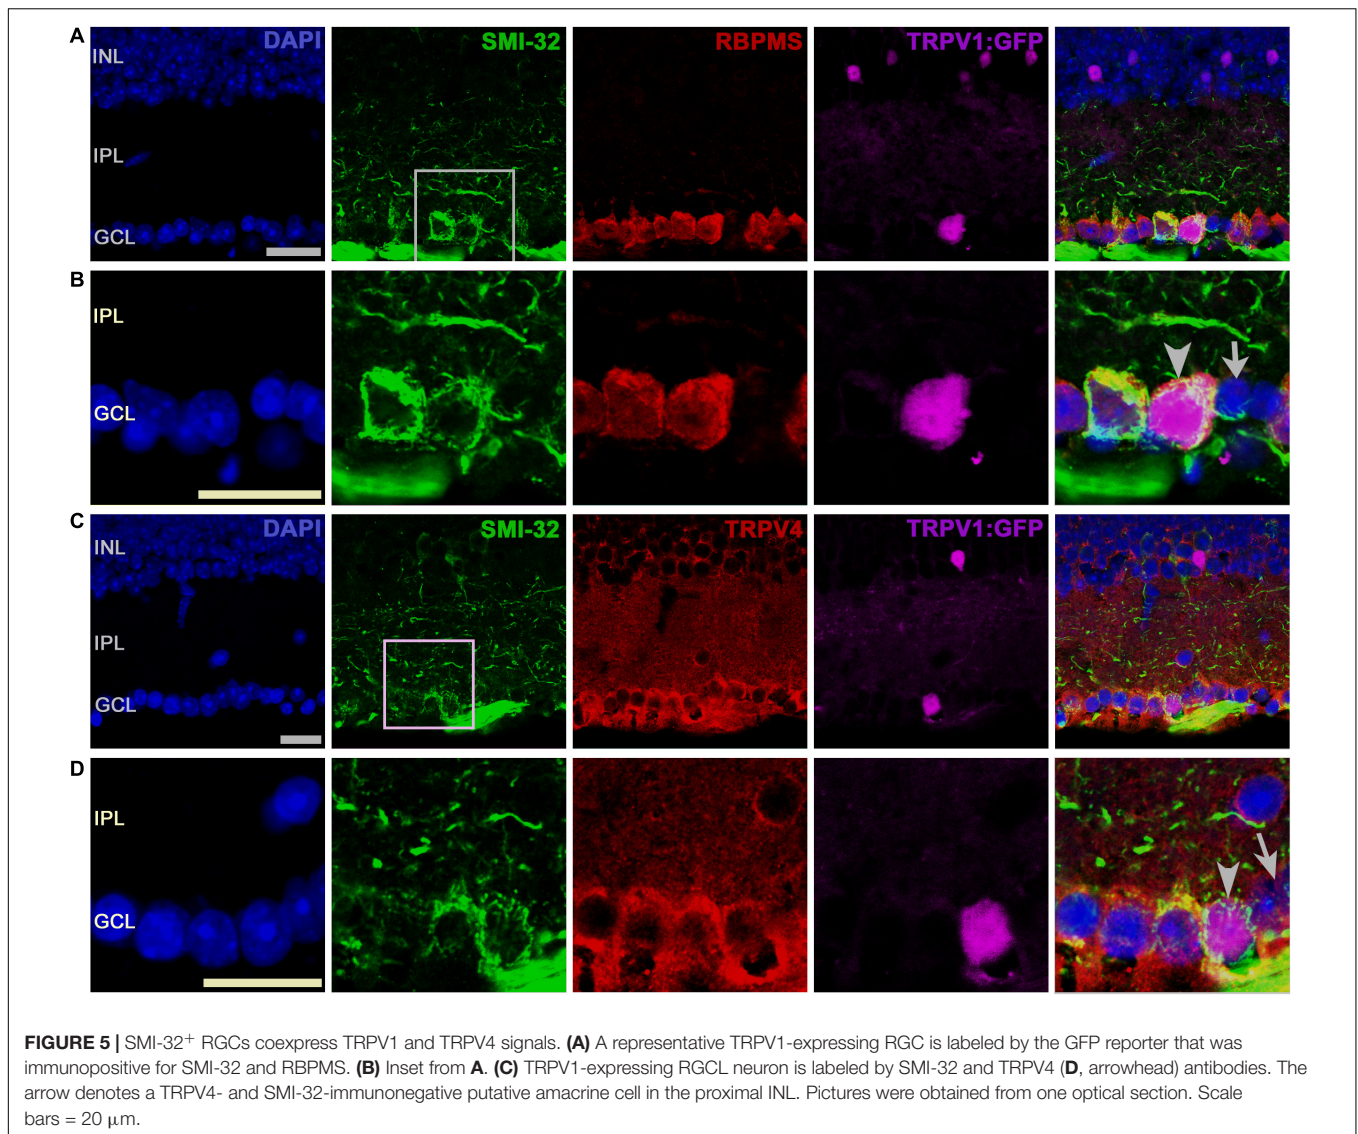 A DAPI SMI-32 RBPMS TRPV1:GFP
INL
IPL
GCL
B
IPL
GCL
C DAPI SMI-32 TRPV4 TRPV1:GFP
INL
IPL
GCL
D
IPL
GCL
FIGURE 5 | SMI-32+ RGCs coexpress TRPV1 and TRPV4 signals. (A) A representative TRPV1-expressing RGC is labeled by the GFP reporter that was
immunopositive for SMI-32 and RBPMS. (B) Inset from A. (C) TRPV1-expressing RGCL neuron is labeled by SMI-32 and TRPV4 (D, arrowhead) antibodies. The
arrow denotes a TRPV4- and SMI-32-immunonegative putative amacrine cell in the proximal INL. Pictures were obtained from one optical section. Scale
bars = 20 μm.